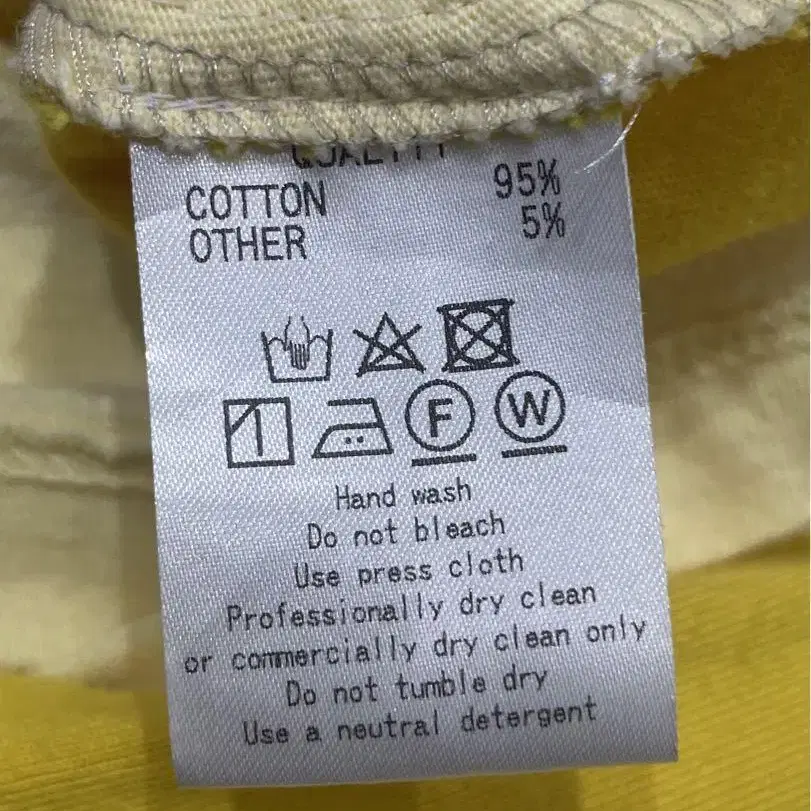 QUALITY
COTTON 95%
OTHER 5%
F W
Hand wash
Do not bleach
Use press cloth
Professionally dry clean
or commercially dry clean only
Do not tumble dry
Use a neutral detergent